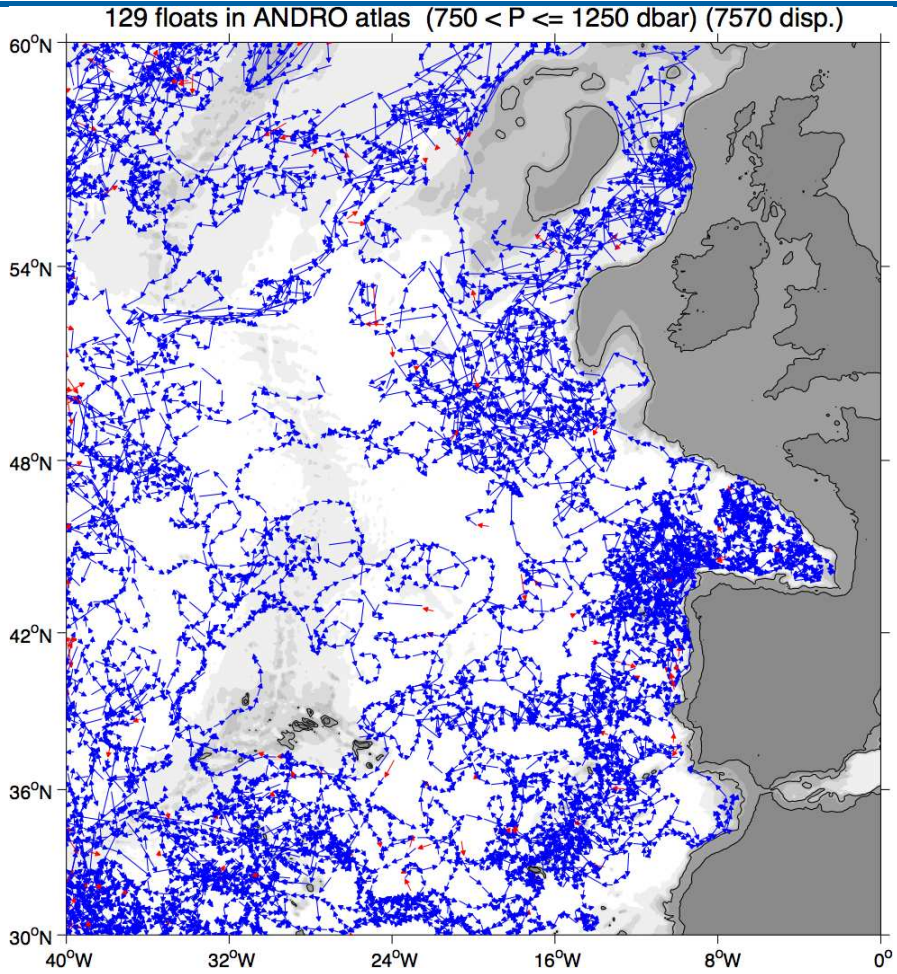 129 floats in ANDRO atlas (750 < P <= 1250 dbar) (7570 disp.)
60°N
54°N
48°N
42°N
36°N
30°N
40°W 32°W 24°W 16°W 8°W 0°